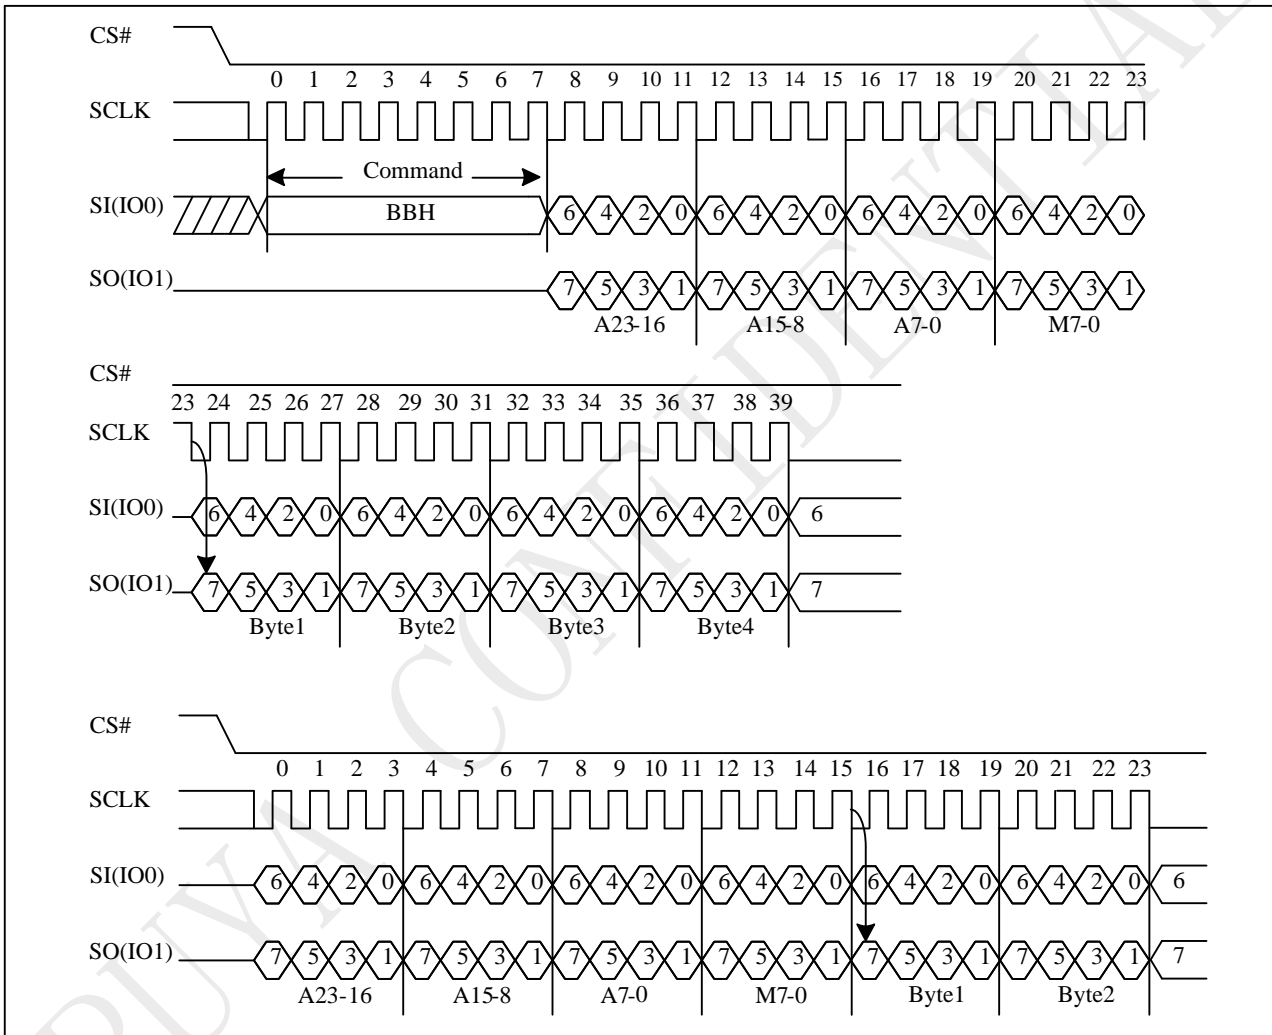 CS#
0 1 2 3 4 5 6 7 8 9 10 11 12 13 14 15 16 17 18 19 20 21 22 23
SCLK
Command
SI(IO0) BBH 6 4 2 0 6 4 2 0 6 4 2 0 6 4 2 0
SO(IO1) 7 5 3 1 7 5 3 1 7 5 3 1 7 5 3 1
A23-16 A15-8 A7-0 M7-0
CS#
23 24 25 26 27 28 29 30 31 32 33 34 35 36 37 38 39
SCLK
SI(IO0) 6 4 2 0 6 4 2 0 6 4 2 0 6 4 2 0 6
SO(IO1) 7 5 3 1 7 5 3 1 7 5 3 1 7 5 3 1 7
Byte1 Byte2 Byte3 Byte4
CS#
0 1 2 3 4 5 6 7 8 9 10 11 12 13 14 15 16 17 18 19 20 21 22 23
SCLK
SI(IO0) 6 4 2 0 6 4 2 0 6 4 2 0 6 4 2 0 6 4 2 0 6 4 2 0 6
SO(IO1) 7 5 3 1 7 5 3 1 7 5 3 1 7 5 3 1 7 5 3 1 7 5 3 1 7
A23-16 A15-8 A7-0 M7-0 Byte1 Byte2
PUYA CONFIDENTIAL